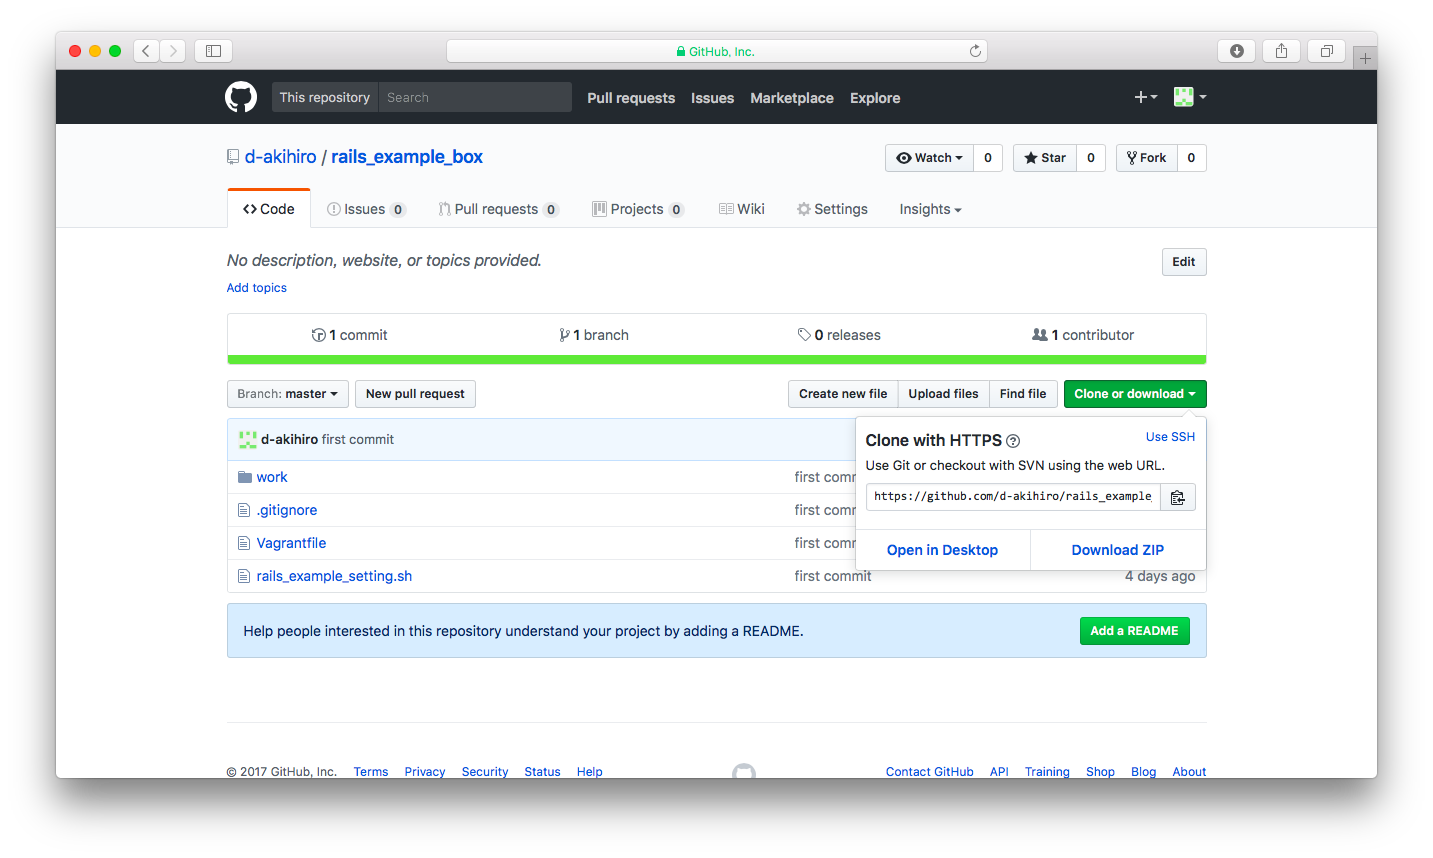 GitHub, Inc.
This repository Search Pull requests Issues Marketplace Explore
d-akihiro / rails_example_box Watch 0 Star 0 Fork 0
Code Issues 0 Pull requests 0 Projects 0 Wiki Settings Insights
No description, website, or topics provided. Edit
Add topics
1 commit 1 branch 0 releases 1 contributor
Branch: master New pull request Create new file Upload files Find file Clone or download
d-akihiro first commit
Clone with HTTPS Use SSH
Use Git or checkout with SVN using the web URL.
https://github.com/d-akihiro/rails_example_
Open in Desktop Download ZIP
work first comm
.gitignore first comm
Vagrantfile first comm
rails_example_setting.sh first commit 4 days ago
Help people interested in this repository understand your project by adding a README. Add a README
© 2017 GitHub, Inc. Terms Privacy Security Status Help Contact GitHub API Training Shop Blog About